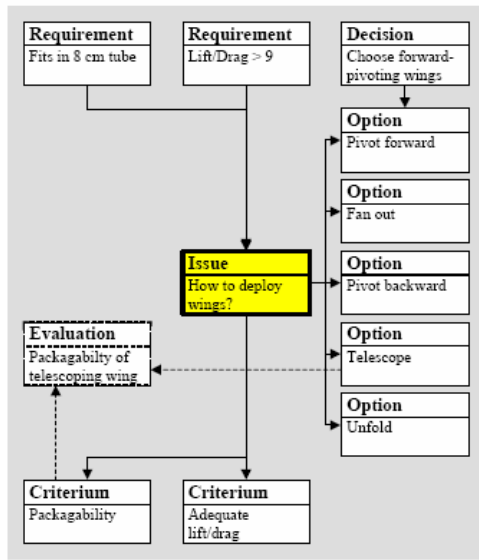 Requirement
Fits in 8 cm tube
Requirement
Lift/Drag > 9
Decision
Choose forward-
pivoting wings
Option
Pivot forward
Option
Fan out
Issue
How to deploy
wings?
Option
Pivot backward
Evaluation
Packagabilty of
telescoping wing
Option
Telescope
Option
Unfold
Criterium
Packagability
Criterium
Adequate
lift/drag